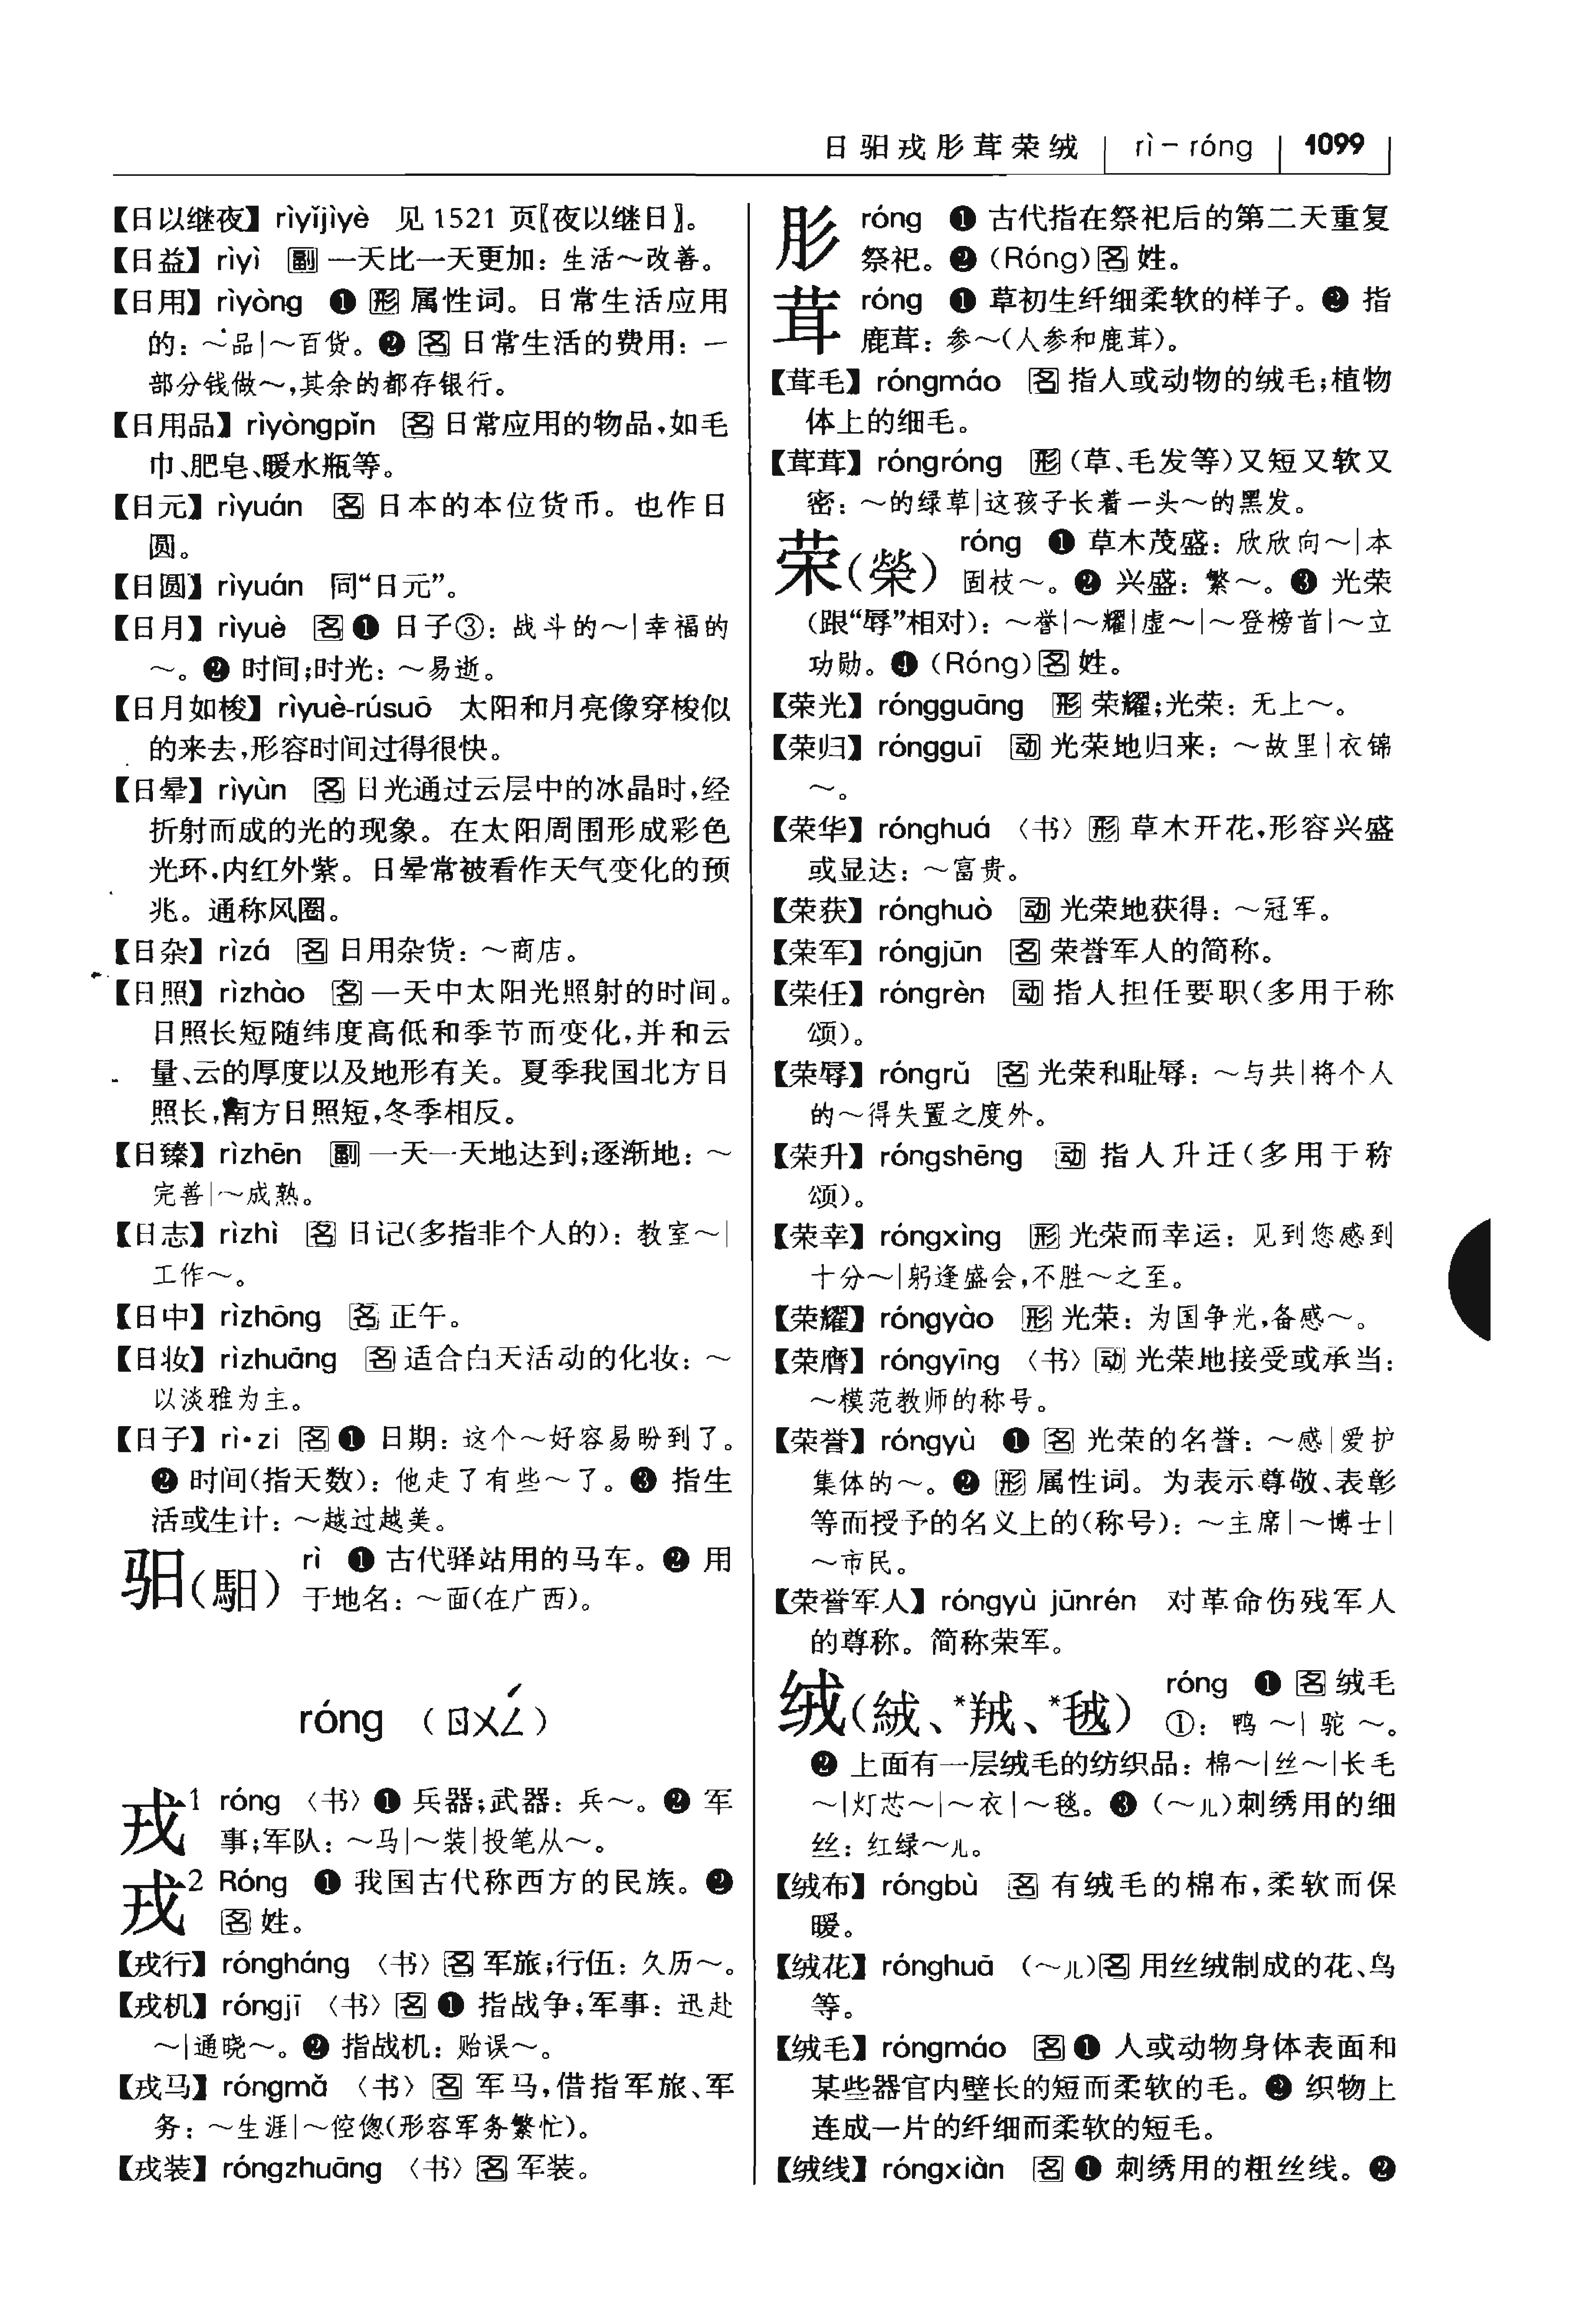 日驲戎肜茸荣绒 rì－róng 1099
【日以继夜】rìyǐjìyè 见 1521 页〖夜以继日〗。
【日益】rìyì 副 一天比一天更加：生活～改善。
【日用】rìyòng ❶ 形 属性词。日常生活应用
的：～品|～百货。❷ 名 日常生活的费用：一
部分钱做～，其余的都存银行。
【日用品】rìyòngpǐn 名 日常应用的物品，如毛
巾、肥皂、暖水瓶等。
【日元】rìyuán 名 日本的本位货币。也作日
圆。
【日圆】rìyuán 同“日元”。
【日月】rìyuè 名 ❶ 日子③：战斗的～|幸福的
～。❷ 时间；时光：～易逝。
【日月如梭】rìyuè-rúsuō 太阳和月亮像穿梭似
的来去，形容时间过得很快。
【日晕】rìyùn 名 日光通过云层中的冰晶时，经
折射而成的光的现象。在太阳周围形成彩色
光环，内红外紫。日晕常被看作天气变化的预
兆。通称风圈。
【日杂】rìzá 名 日用杂货：～商店。
【日照】rìzhào 名 一天中太阳光照射的时间。
日照长短随纬度高低和季节而变化，并和云
量、云的厚度以及地形有关。夏季我国北方日
照长，南方日照短，冬季相反。
【日臻】rìzhēn 副 一天一天地达到；逐渐地：～
完善|～成熟。
【日志】rìzhì 名 日记（多指非个人的）：教室～|
工作～。
【日中】rìzhōng 名 正午。
【日妆】rìzhuāng 名 适合白天活动的化妆：～
以淡雅为主。
【日子】rì·zi 名 ❶ 日期：这个～好容易盼到了。
❷ 时间（指天数）：他走了有些～了。❸ 指生
活或生计：～越过越美。
驲（馹） rì ❶ 古代驿站用的马车。❷ 用
于地名：～面（在广西）。
róng （ㄖㄨㄥˊ）
戎1 róng 〈书〉❶ 兵器；武器：兵～。❷ 军
事；军队：～马|～装|投笔从～。
戎2 Róng ❶ 我国古代称西方的民族。❷
名 姓。
【戎行】róngháng 〈书〉名 军旅；行伍：久历～。
【戎机】róngjī 〈书〉名 ❶ 指战争；军事：迅赴
～|通晓～。❷ 指战机：贻误～。
【戎马】róngmǎ 〈书〉名 军马，借指军旅、军
务：～生涯|～倥偬（形容军务繁忙）。
【戎装】róngzhuāng 〈书〉名 军装。
肜 róng ❶ 古代指在祭祀后的第二天重复
祭祀。❷（Róng）名 姓。
茸 róng ❶ 草初生纤细柔软的样子。❷ 指
鹿茸：参～（人参和鹿茸）。
【茸毛】róngmáo 名 指人或动物的绒毛；植物
体上的细毛。
【茸茸】róngróng 形（草、毛发等）又短又软又
密：～的绿草|这孩子长着一头～的黑发。
荣（榮） róng ❶ 草木茂盛：欣欣向～|本
固枝～。❷ 兴盛：繁～。❸ 光荣
（跟“辱”相对）：～誉|～耀|虚～|～登榜首|～立
功勋。❹（Róng）名 姓。
【荣光】róngguāng 形 荣耀；光荣：无上～。
【荣归】róngguī 动 光荣地归来：～故里|衣锦
～。
【荣华】rónghuá 〈书〉形 草木开花，形容兴盛
或显达：～富贵。
【荣获】rónghuò 动 光荣地获得：～冠军。
【荣军】róngjūn 名 荣誉军人的简称。
【荣任】róngrèn 动 指人担任要职（多用于称
颂）。
【荣辱】róngrǔ 名 光荣和耻辱：～与共|将个人
的～得失置之度外。
【荣升】róngshēng 动 指人升迁（多用于称
颂）。
【荣幸】róngxìng 形 光荣而幸运：见到您感到
十分～|躬逢盛会，不胜～之至。
【荣耀】róngyào 形 光荣：为国争光，备感～。
【荣膺】róngyīng 〈书〉动 光荣地接受或承当：
～模范教师的称号。
【荣誉】róngyù ❶ 名 光荣的名誉：～感|爱护
集体的～。❷ 形 属性词。为表示尊敬、表彰
等而授予的名义上的（称号）：～主席|～博士|
～市民。
【荣誉军人】róngyù jūnrén 对革命伤残军人
的尊称。简称荣军。
绒（絨、*羢、*毧） róng ❶ 名 绒毛
①：鸭～|驼～。
❷ 上面有一层绒毛的纺织品：棉～|丝～|长毛
～|灯芯～|～衣|～毯。❸（～儿）刺绣用的细
丝：红绿～儿。
【绒布】róngbù 名 有绒毛的棉布，柔软而保
暖。
【绒花】rónghuā （～儿）名 用丝绒制成的花、鸟
等。
【绒毛】róngmáo 名 ❶ 人或动物身体表面和
某些器官内壁长的短而柔软的毛。❷ 织物上
连成一片的纤细而柔软的短毛。
【绒线】róngxiàn 名 ❶ 刺绣用的粗丝线。❷